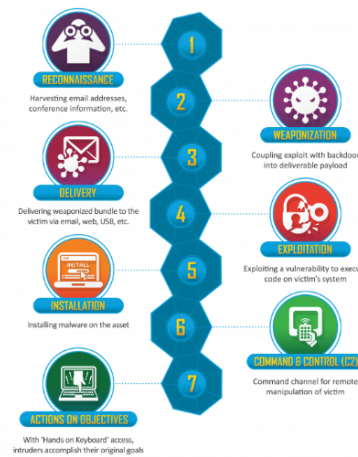 1
RECONNAISSANCE
Harvesting email addresses,
conference information, etc.
2
WEAPONIZATION
Coupling exploit with backdoor
into deliverable payload
3
DELIVERY
Delivering weaponized bundle to the
victim via email, web, USB, etc.
4
EXPLOITATION
Exploiting a vulnerability to execu
code on victim's system
5
INSTALL
INSTALLATION
Installing malware on the asset
6
COMMAND & CONTROL (C2)
Command channel for remote
manipulation of victim
7
ACTIONS ON OBJECTIVES
With 'Hands on Keyboard' access,
intruders accomplish their original goals